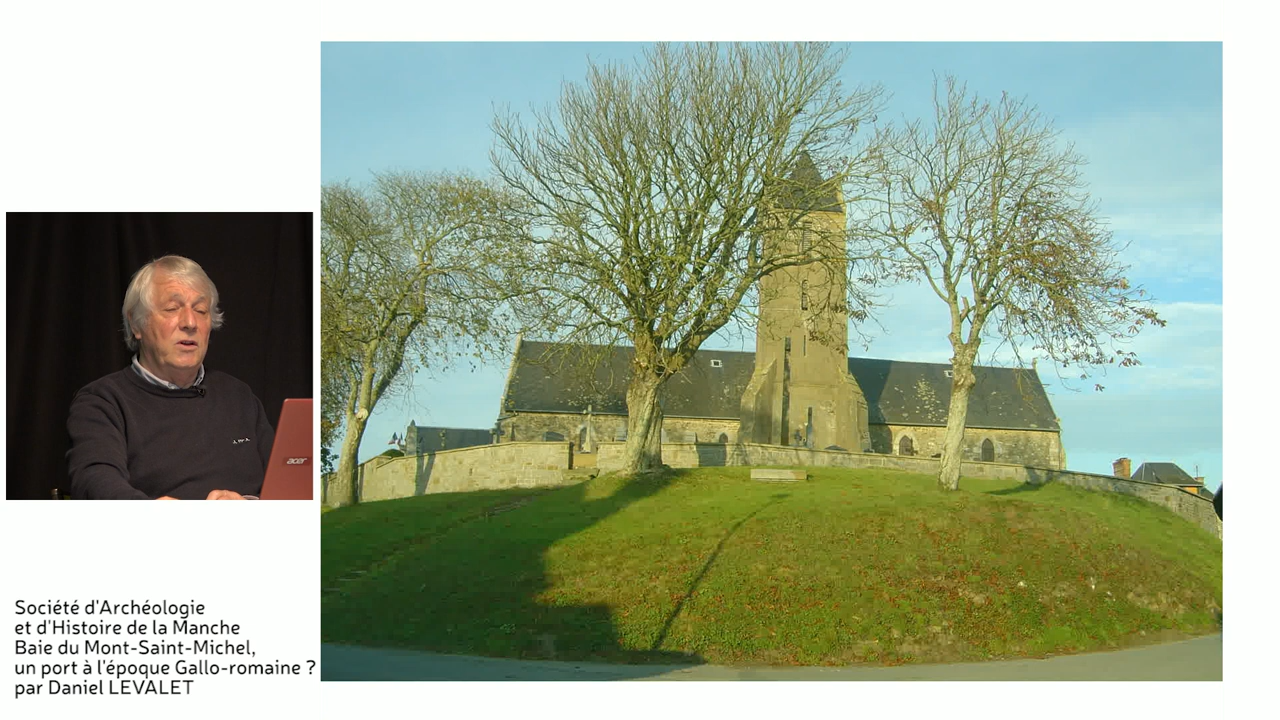 acer
Société d'Archéologie
et d'Histoire de la Manche
Baie du Mont-Saint-Michel,
un port à l'époque Gallo-romaine ?
par Daniel LEVALET